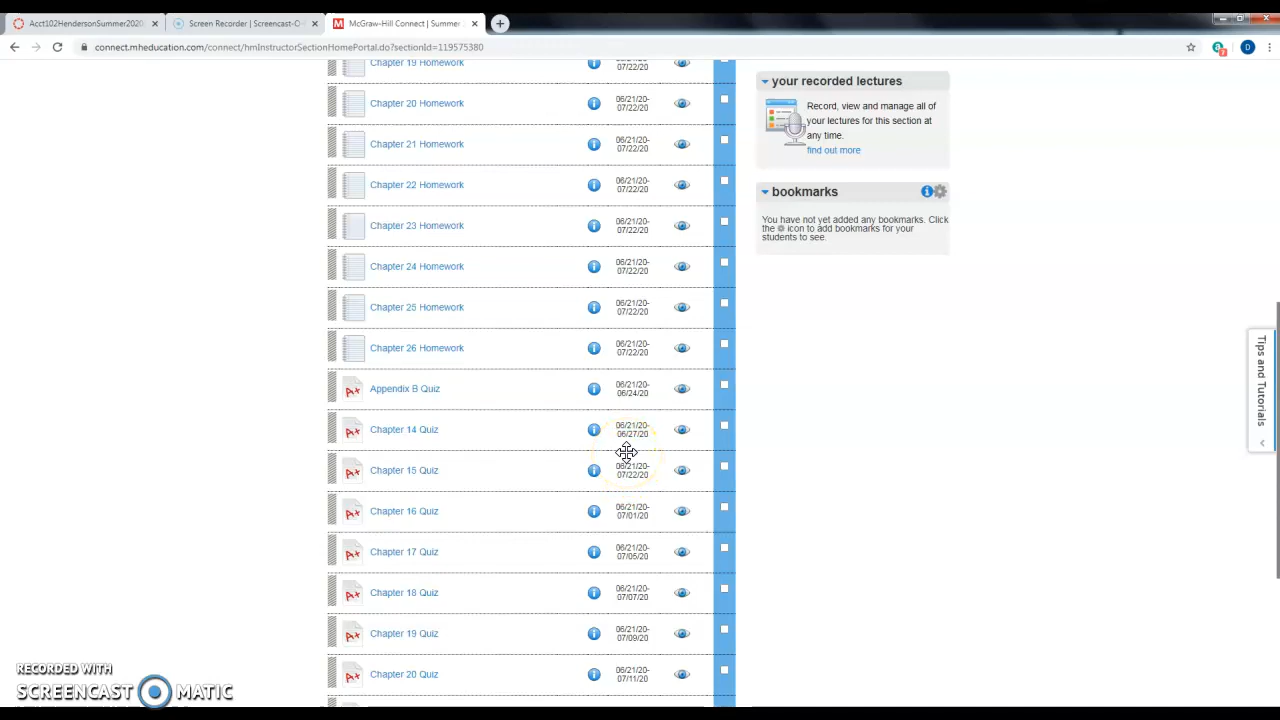 Acct102HendersonSummer2020
Screen Recorder | Screencast-O-
McGraw-Hill Connect | Summer
connect.mheducation.com/connect/hmInstructorSectionHomePortal.do?sectionId=119575380
Chapter 19 Homework
06/21/20-
07/22/20
Chapter 20 Homework
06/21/20-
07/22/20
Chapter 21 Homework
06/21/20-
07/22/20
Chapter 22 Homework
06/21/20-
07/22/20
Chapter 23 Homework
06/21/20-
07/22/20
Chapter 24 Homework
06/21/20-
07/22/20
Chapter 25 Homework
06/21/20-
07/22/20
Chapter 26 Homework
06/21/20-
07/22/20
Appendix B Quiz
06/21/20-
06/24/20
Chapter 14 Quiz
06/21/20-
06/27/20
Chapter 15 Quiz
06/21/20-
07/22/20
Chapter 16 Quiz
06/21/20-
07/01/20
Chapter 17 Quiz
06/21/20-
07/05/20
Chapter 18 Quiz
06/21/20-
07/07/20
Chapter 19 Quiz
06/21/20-
07/09/20
Chapter 20 Quiz
06/21/20-
07/11/20
your recorded lectures
Record, view and manage all of
your lectures for this section at
any time.
find out more
bookmarks
You have not yet added any bookmarks. Click
the icon to add bookmarks for your
students to see.
Tips and Tutorials
RECORDED WITH
SCREENCAST MATIC